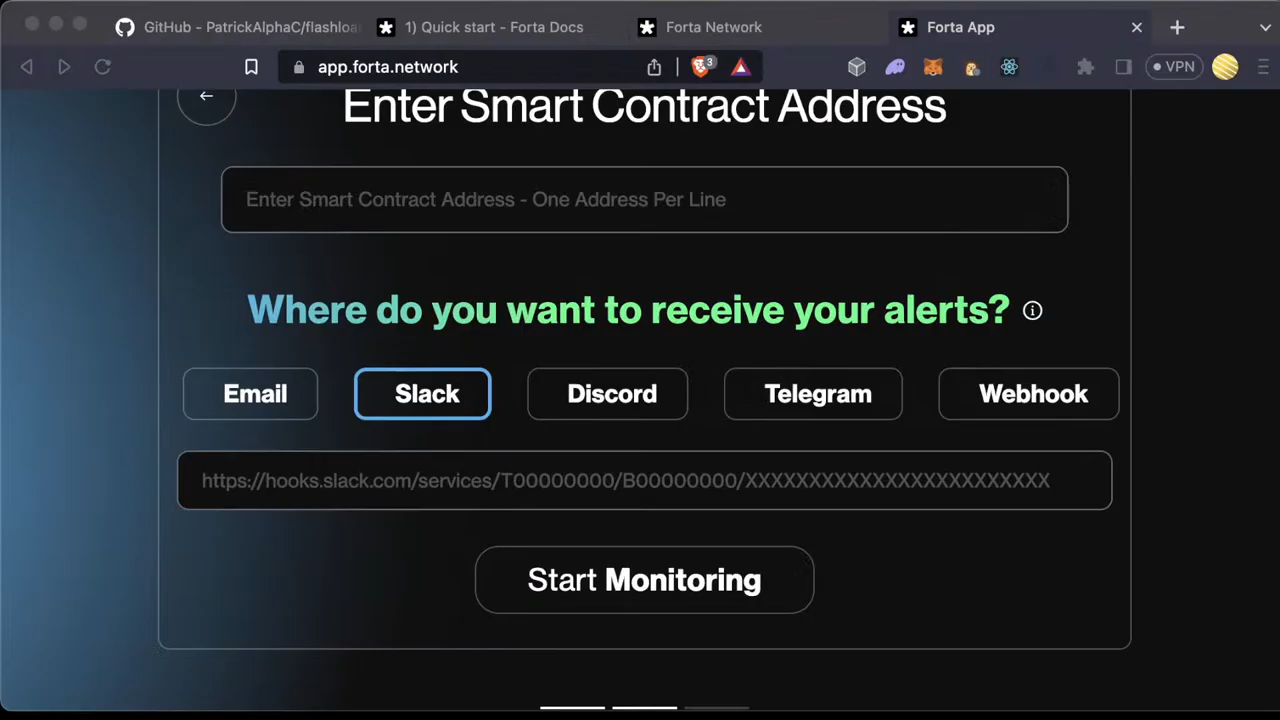 GitHub - PatrickAlphaC/flashloa
1) Quick start - Forta Docs
Forta Network
Forta App
app.forta.network
3
VPN
Enter Smart Contract Address
Enter Smart Contract Address - One Address Per Line
Where do you want to receive your alerts?
Email
Slack
Discord
Telegram
Webhook
https://hooks.slack.com/services/T00000000/B00000000/XXXXXXXXXXXXXXXXXXXXXXXX
Start Monitoring